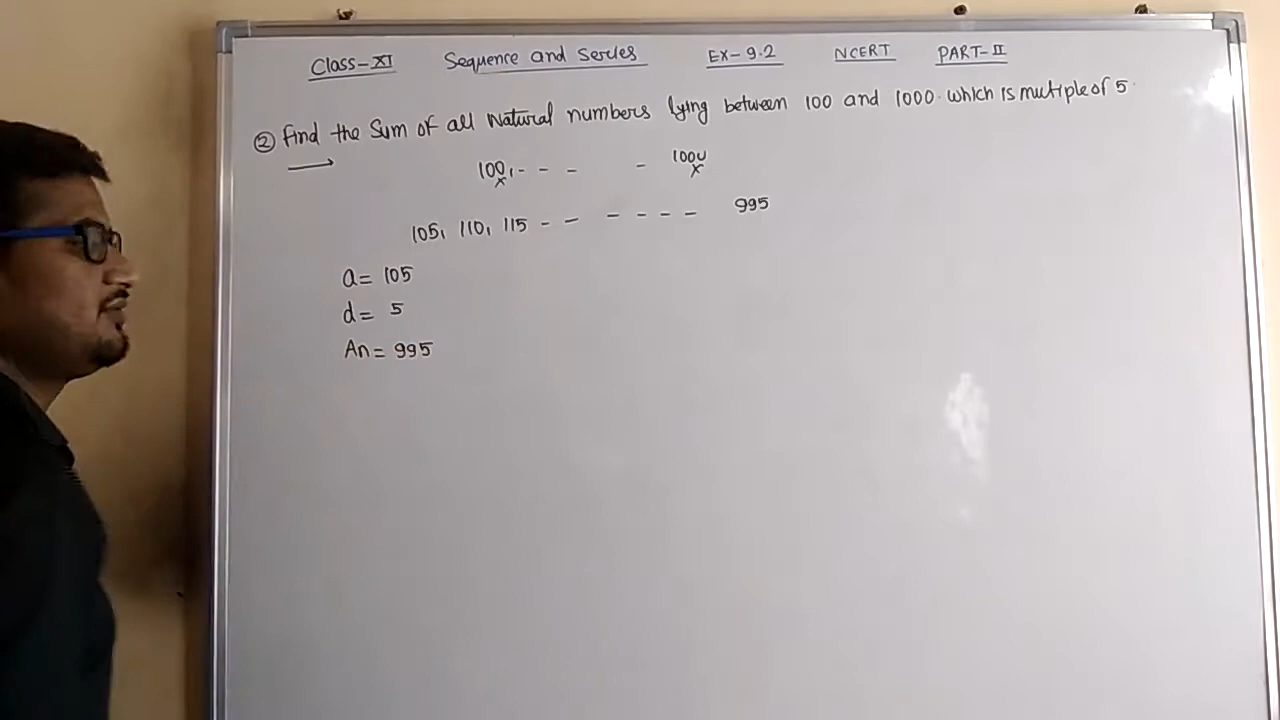 Class-XI Sequence and Series EX-9.2 NCERT PART-II
② Find the Sum of all Natural numbers lying between 100 and 1000 which is multiple of 5.
100, - - - - 1000
x x
105, 110, 115 - - - - - - 995
a = 105
d = 5
An = 995